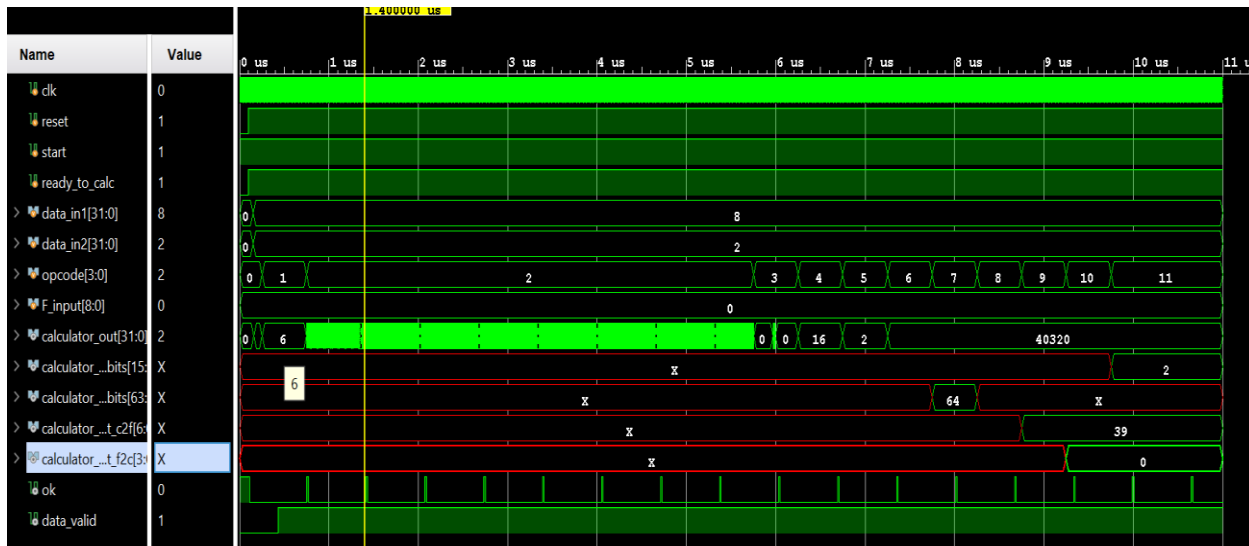 1.400000 us
Name Value 0 us 1 us 2 us 3 us 4 us 5 us 6 us 7 us 8 us 9 us 10 us 11 u
clk 0
reset 1
start 1
ready_to_calc 1
data_in1[31:0] 8 0 8
data_in2[31:0] 2 0 2
opcode[3:0] 2 0 1 2 3 4 5 6 7 8 9 10 11
F_input[8:0] 0 0
calculator_out[31:0] 2 0 6 0 0 16 2 40320
calculator_...bits[15: X X 2
6
calculator_...bits[63: X X 64 X
calculator_...t_c2f[6: X X 39
calculator_...t_f2c[3: X X 0
ok 0
data_valid 1